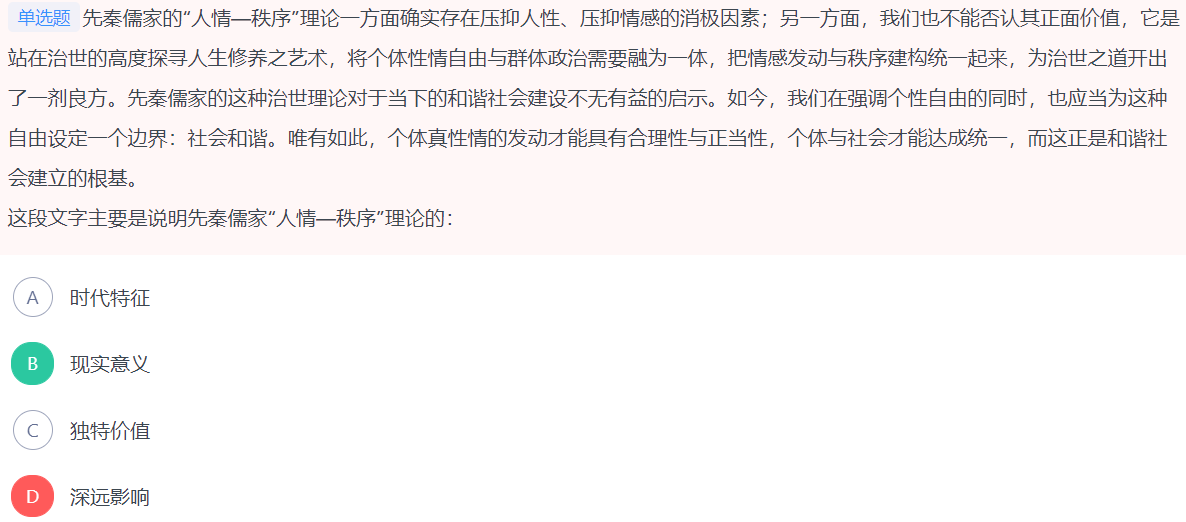 单选题 先秦儒家的“人情—秩序”理论一方面确实存在压抑人性、压抑情感的消极因素；另一方面，我们也不能否认其正面价值，它是
站在治世的高度探寻人生修养之艺术，将个体性情自由与群体政治需要融为一体，把情感发动与秩序建构统一起来，为治世之道开出
了一剂良方。先秦儒家的这种治世理论对于当下的和谐社会建设不无有益的启示。如今，我们在强调个性自由的同时，也应当为这种
自由设定一个边界：社会和谐。唯有如此，个体真性情的发动才能具有合理性与正当性，个体与社会才能达成统一，而这正是和谐社
会建立的根基。
这段文字主要是说明先秦儒家“人情—秩序”理论的：
A 时代特征
B 现实意义
C 独特价值
D 深远影响